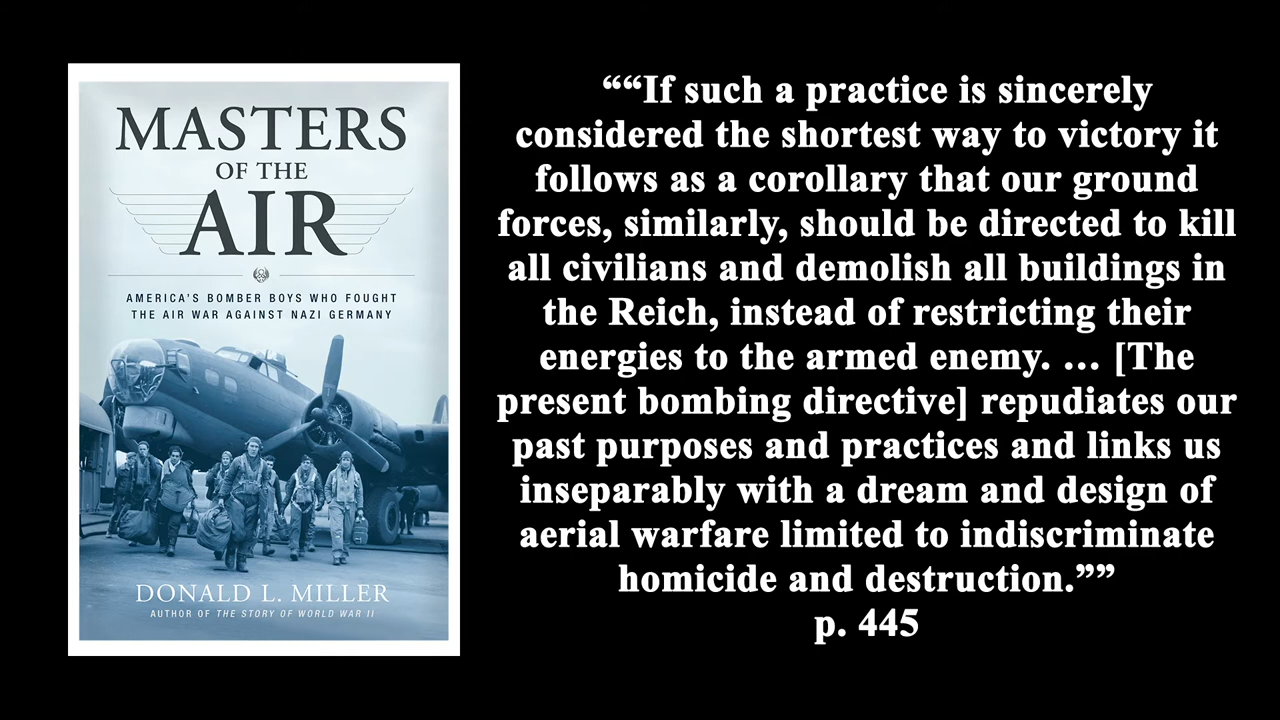 MASTERS
OF THE
AIR
AMERICA'S BOMBER BOYS WHO FOUGHT
THE AIR WAR AGAINST NAZI GERMANY
DONALD L. MILLER
AUTHOR OF THE STORY OF WORLD WAR II
““If such a practice is sincerely
considered the shortest way to victory it
follows as a corollary that our ground
forces, similarly, should be directed to kill
all civilians and demolish all buildings in
the Reich, instead of restricting their
energies to the armed enemy. … [The
present bombing directive] repudiates our
past purposes and practices and links us
inseparably with a dream and design of
aerial warfare limited to indiscriminate
homicide and destruction.””
p. 445